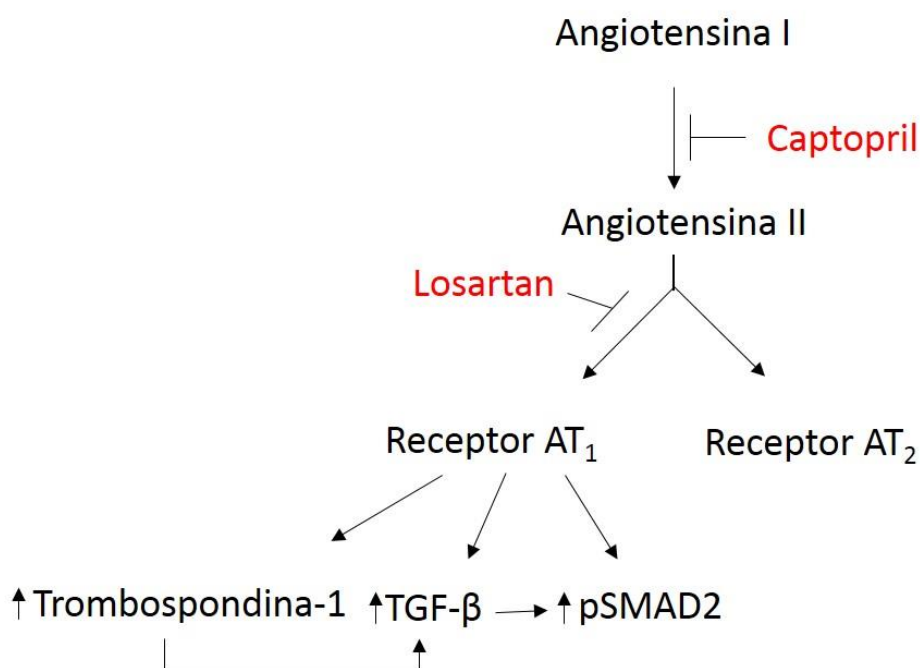 Angiotensina I
Captopril
Angiotensina II
Losartan
Receptor AT₁
Receptor AT₂
Trombospondina-1
TGF-β
pSMAD2